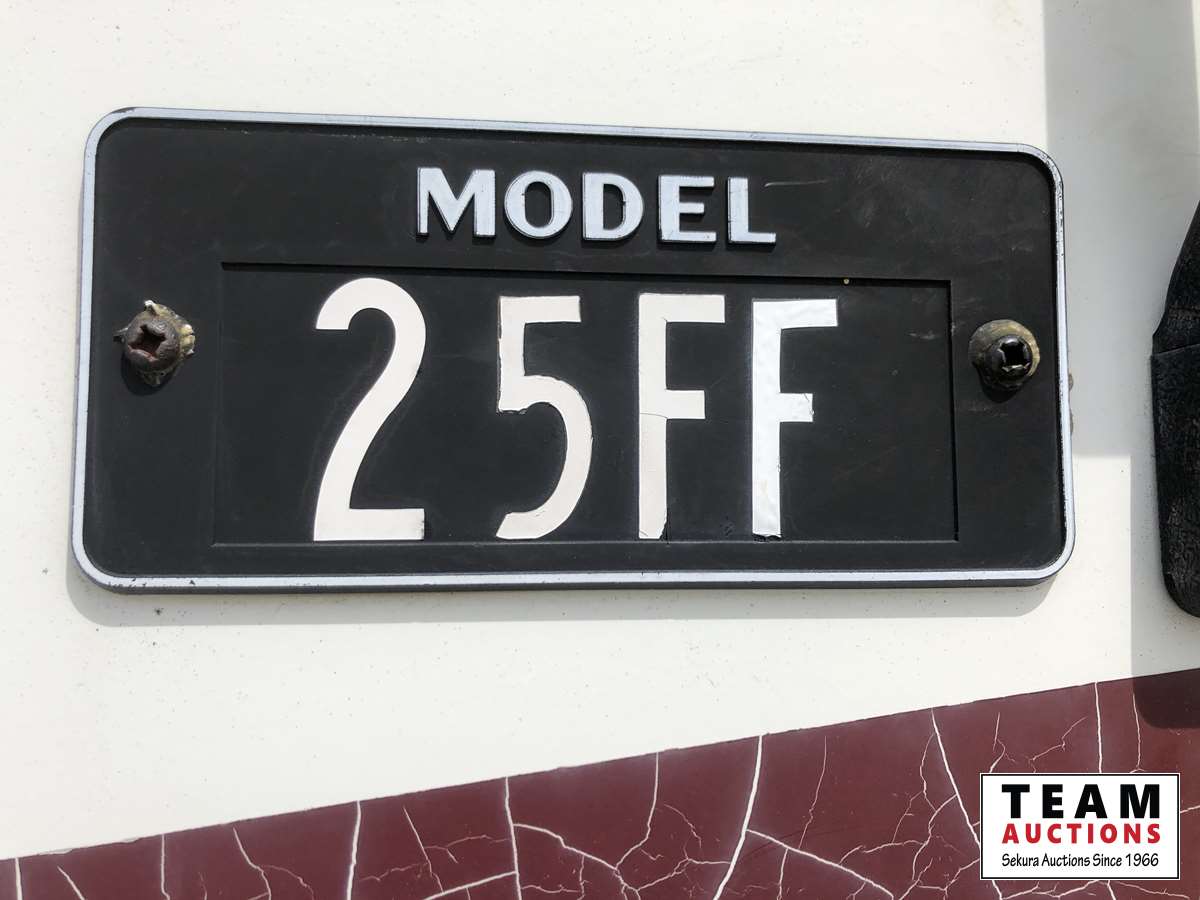 MODEL
25FF
TEAM
AUCTIONS
Sekura Auctions Since 1966